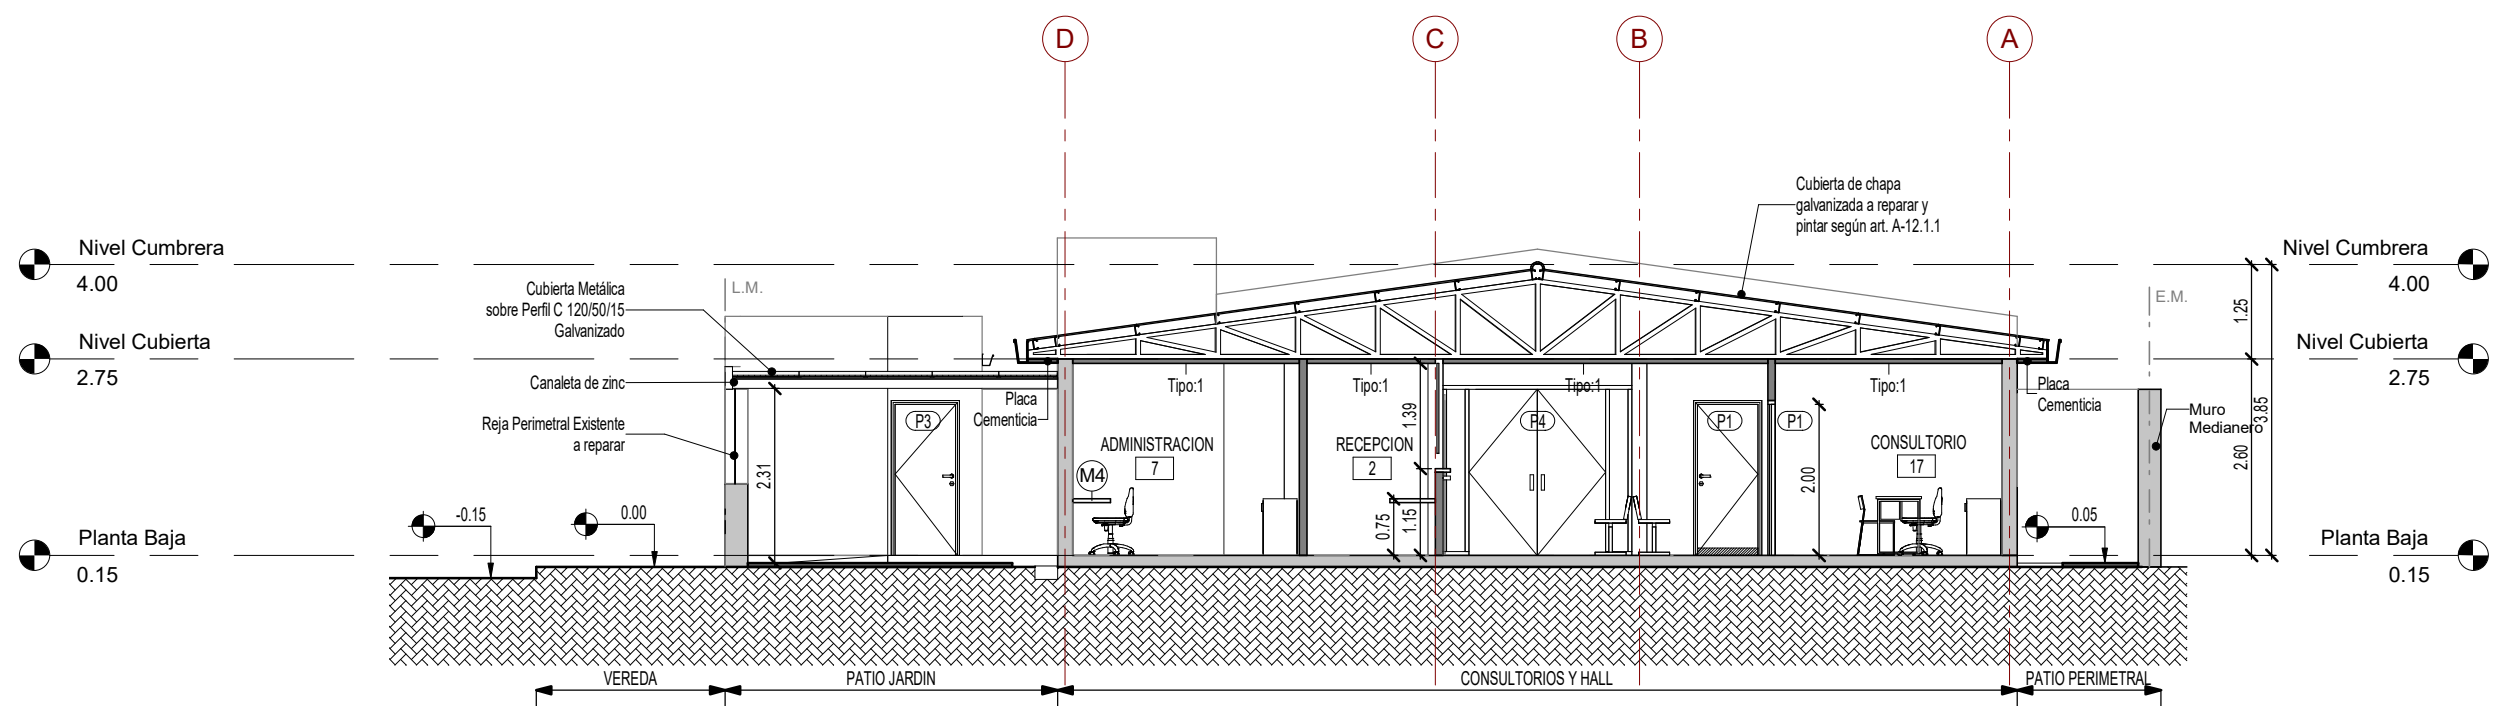 D
C
B
A
Cubierta de chapa
galvanizada a reparar y
pintar según art. A-12.1.1
Nivel Cumbrera
4.00
Nivel Cumbrera
4.00
L.M.
E.M.
Cubierta Metálica
sobre Perfil C 120/50/15
Galvanizado
1.25
Nivel Cubierta
2.75
Nivel Cubierta
2.75
Canaleta de zinc
Tipo:1
Tipo:1
Tipo:1
Tipo:1
Placa
Cementicia
Placa
Cementicia
Reja Perimetral Existente
a reparar
P3
P4
P1
P1
1.39
Muro
Medianero
3.85
ADMINISTRACION
7
RECEPCION
2
CONSULTORIO
17
M4
2.31
2.00
2.60
0.75
1.15
-0.15
0.00
0.05
Planta Baja
0.15
Planta Baja
0.15
VEREDA
PATIO JARDIN
CONSULTORIOS Y HALL
PATIO PERIMETRAL